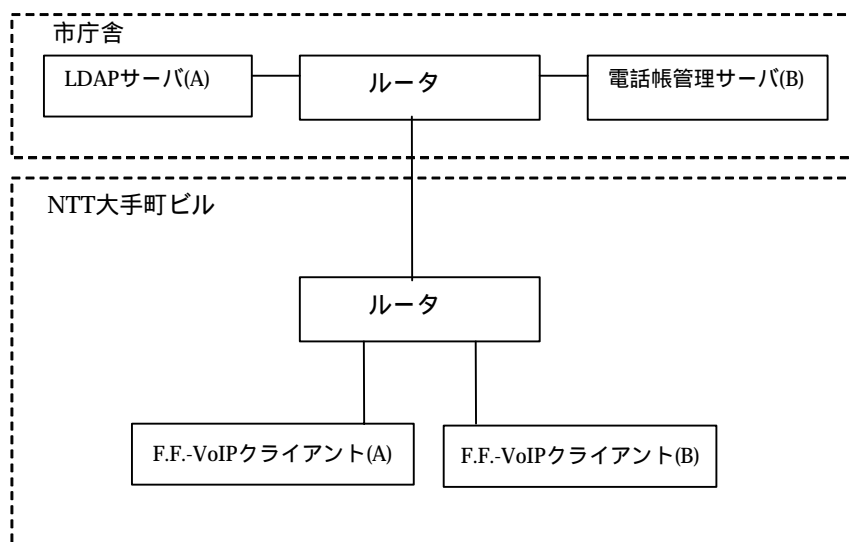 市庁舎
LDAPサーバ(A)
ルータ
電話帳管理サーバ(B)
NTT大手町ビル
ルータ
F.F.-VoIPクライアント(A)
F.F.-VoIPクライアント(B)